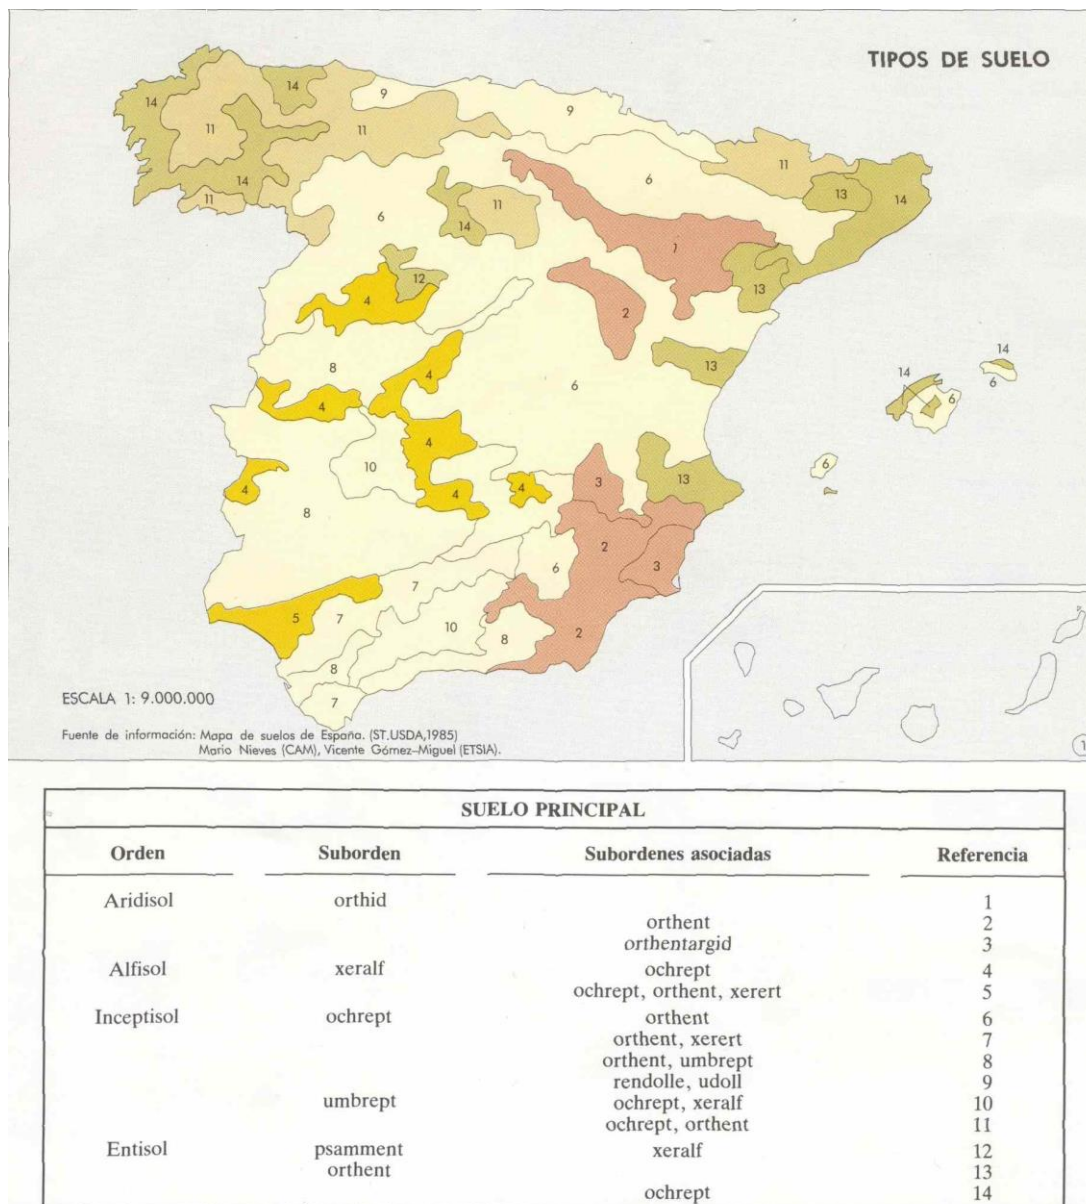 TIPOS DE SUELO
14
14
9
9
11
11
11
14
11
13
14
6
6
11
14
1
12
4
13
2
14
8
4
13
14
6
6
6
4
4
10
6
3
13
4
4
4
8
2
3
6
7
5
7
10
8
2
8
7
ESCALA 1: 9.000.000
Fuente de información: Mapa de suelos de España. (ST.USDA,1985)
Mario Nieves (CAM), Vicente Gómez-Miguel (ETSIA).
1
SUELO PRINCIPAL
Orden Suborden Subordenes asociadas Referencia
Aridisol orthid 1
orthent 2
orthentargid 3
Alfisol xeralf ochrept 4
ochrept, orthent, xerert 5
Inceptisol ochrept orthent 6
orthent, xerert 7
orthent, umbrept 8
rendolle, udoll 9
umbrept ochrept, xeralf 10
ochrept, orthent 11
Entisol psamment xeralf 12
orthent 13
ochrept 14